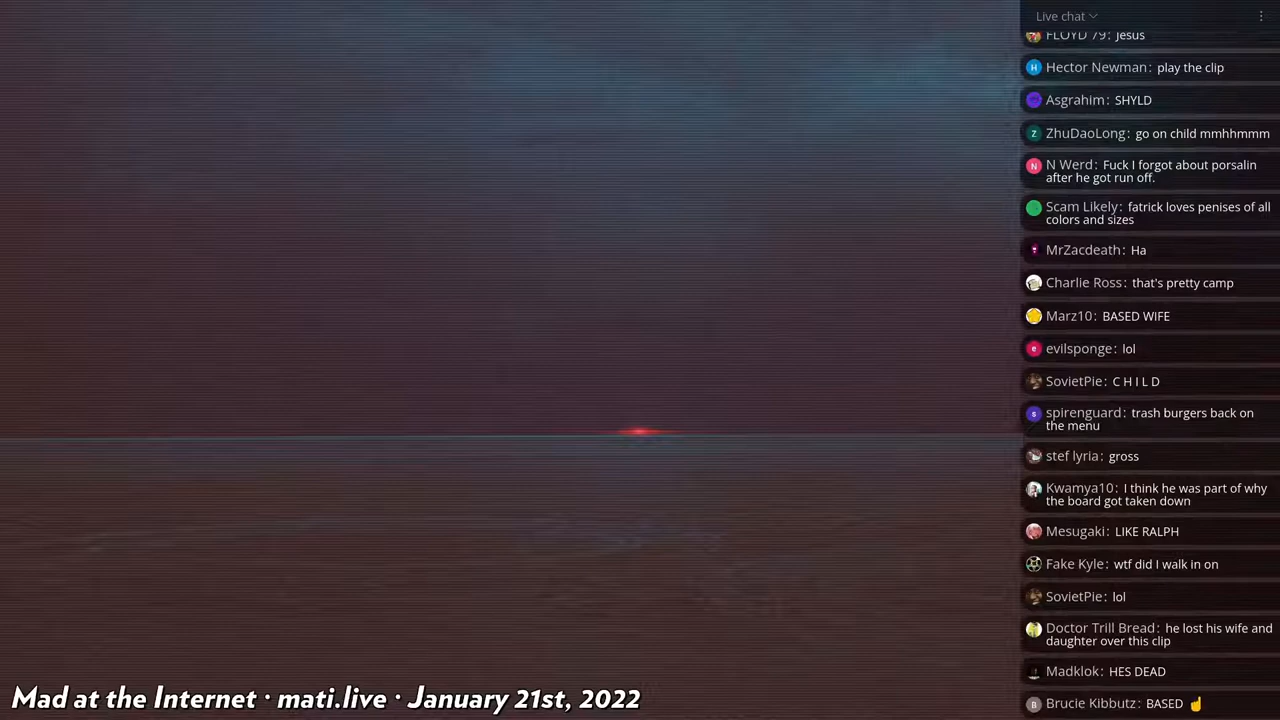 Live chat
FLOYD 79: Jesus
H Hector Newman: play the clip
Asgrahim: SHYLD
Z ZhuDaoLong: go on child mmhhmmm
N N Werd: Fuck I forgot about porsalin
after he got run off.
Scam Likely: fatrick loves penises of all
colors and sizes
MrZacdeath: Ha
Charlie Ross: that's pretty camp
Marz10: BASED WIFE
e evilsponge: lol
SovietPie: C H I L D
s spirenguard: trash burgers back on
the menu
stef lyria: gross
Kwamya10: I think he was part of why
the board got taken down
Mesugaki: LIKE RALPH
Fake Kyle: wtf did I walk in on
SovietPie: lol
Doctor Trill Bread: he lost his wife and
daughter over this clip
Madklok: HES DEAD
B Brucie Kibbutz: BASED ☝
Mad at the Internet · mati.live · January 21st, 2022